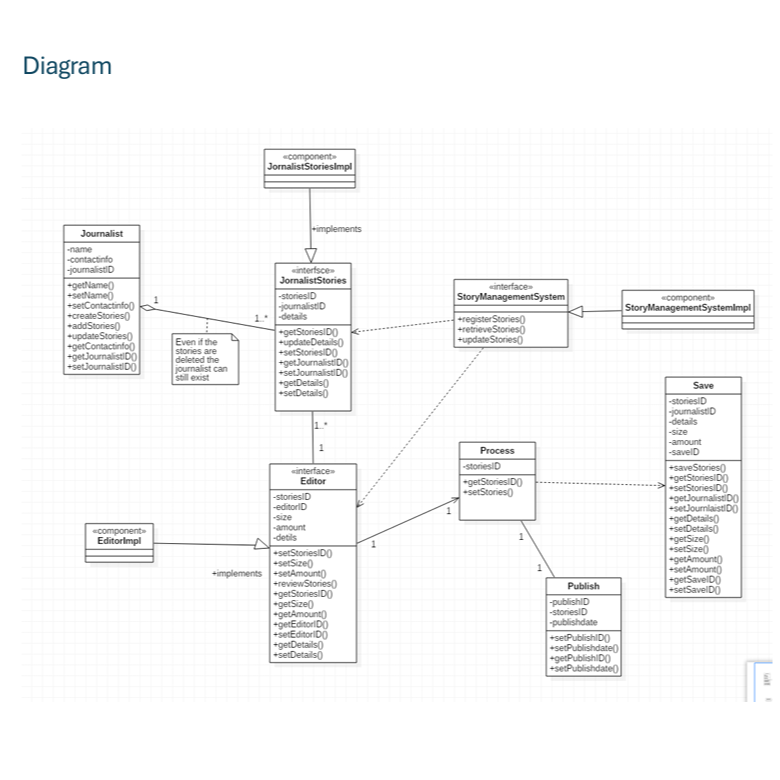 Diagram
«component»
JornalistStoriesImpl
+implements
Journalist
-name
-contactinfo
-journalistID
+getName()
+setName()
+setContactinfo()
+createStories()
+addStories()
+updateStories()
+getContactinfo()
+getJournalistID()
+setJournalistID()
1
1..*
Even if the
stories are
deleted the
journalist can
still exist
«interfsce»
JornalistStories
-storiesID
-journalistID
-details
+getStoriesID()
+updateDetails()
+setStoriesID()
+getJournalistID()
+setJournalistID()
+getDetails()
+setDetails()
«interface»
StoryManagementSystem
+registerStories()
+retrieveStories()
+updateStories()
«component»
StoryManagementSystemImpl
1..*
1
«interface»
Editor
-storiesID
-editorID
-size
-amount
-detils
+setStoriesID()
+setSize()
+setAmount()
+reviewStories()
+getStoriesID()
+getSize()
+getAmount()
+getEditorID()
+setEditorID()
+getDetails()
+setDetails()
«component»
EditorImpl
+implements
1
1
Process
-storiesID
+getStoriesID()
+setStories()
1
1
Publish
-publishID
-storiesID
-publishdate
+setPublishID()
+setPublishdate()
+getPublishID()
+setPublishdate()
Save
-storiesID
-journalistID
-details
-size
-amount
-saveID
+saveStories()
+getStoriesID()
+setStoriesID()
+getJournalistID()
+setJournlaistID()
+getDetails()
+setDetails()
+getSize()
+setSize()
+getAmount()
+setAmount()
+getSaveID()
+setSaveID()